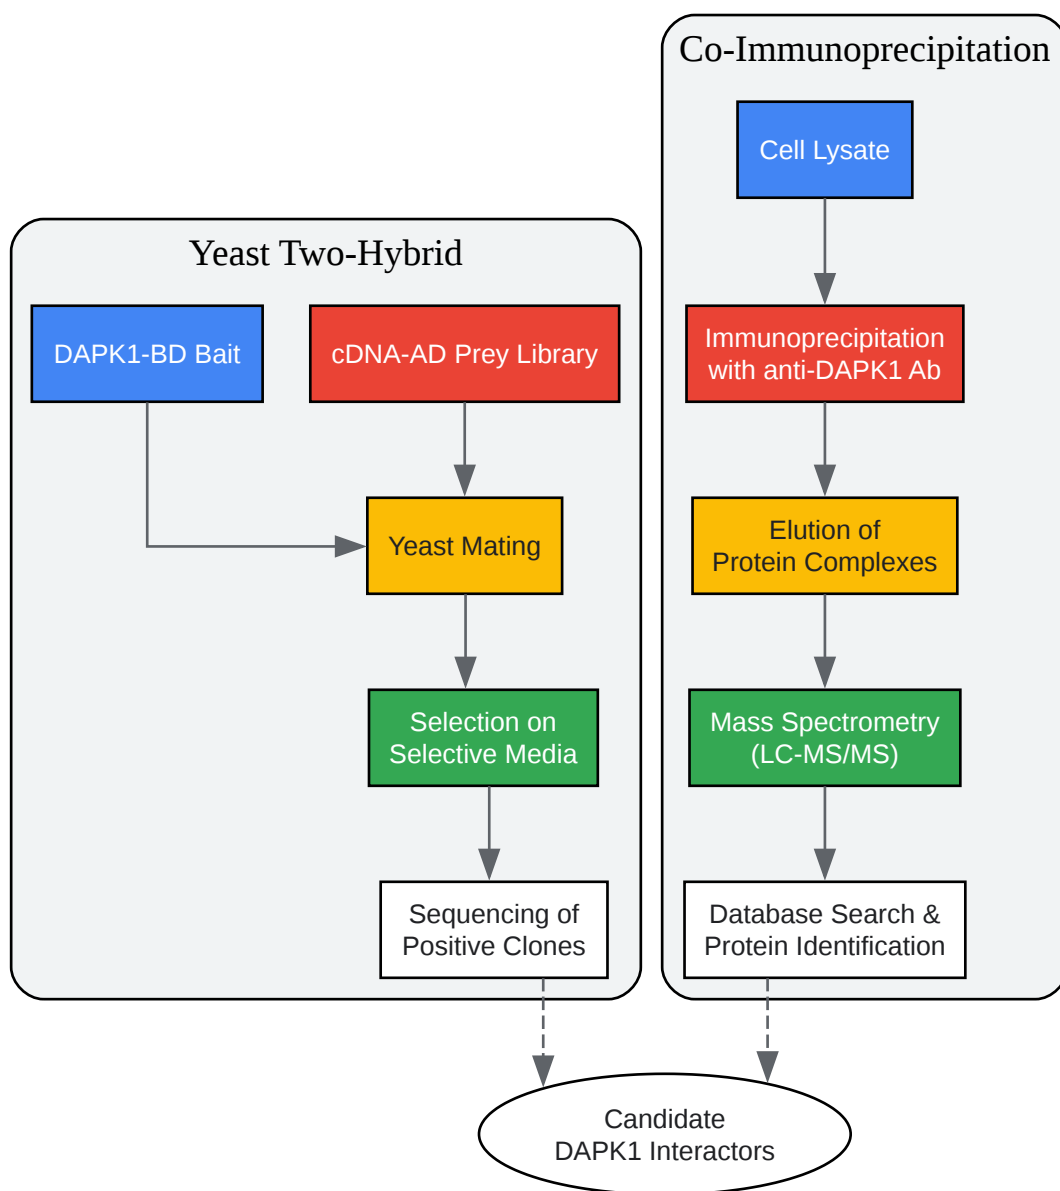 Yeast Two-Hybrid
DAPK1-BD Bait
cDNA-AD Prey Library
Yeast Mating
Selection on
Selective Media
Sequencing of
Positive Clones
Co-Immunoprecipitation
Cell Lysate
Immunoprecipitation
with anti-DAPK1 Ab
Elution of
Protein Complexes
Mass Spectrometry
(LC-MS/MS)
Database Search &
Protein Identification
Candidate
DAPK1 Interactors